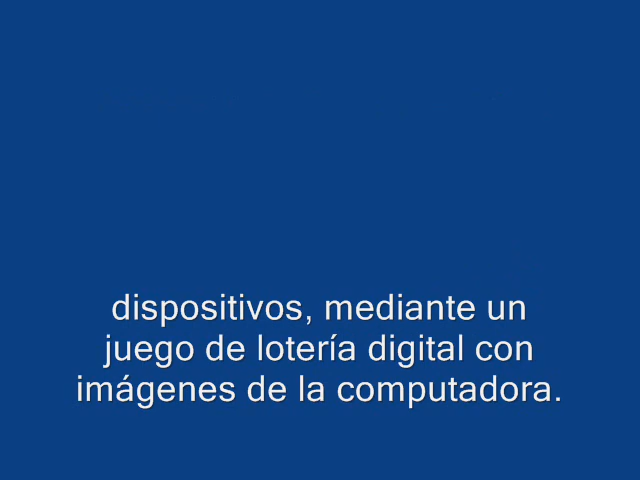 dispositivos, mediante un
juego de lotería digital con
imágenes de la computadora.